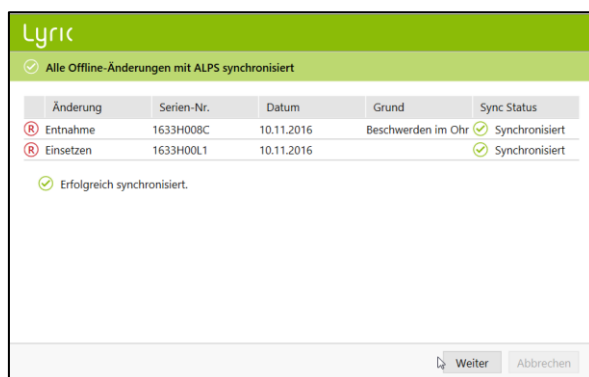 Lyric
Alle Offline-Änderungen mit ALPS synchronisiert
Änderung Serien-Nr. Datum Grund Sync Status
R Entnahme 1633H008C 10.11.2016 Beschwerden im Ohr Synchronisiert
R Einsetzen 1633H00L1 10.11.2016 Synchronisiert
Erfolgreich synchronisiert.
Weiter Abbrechen